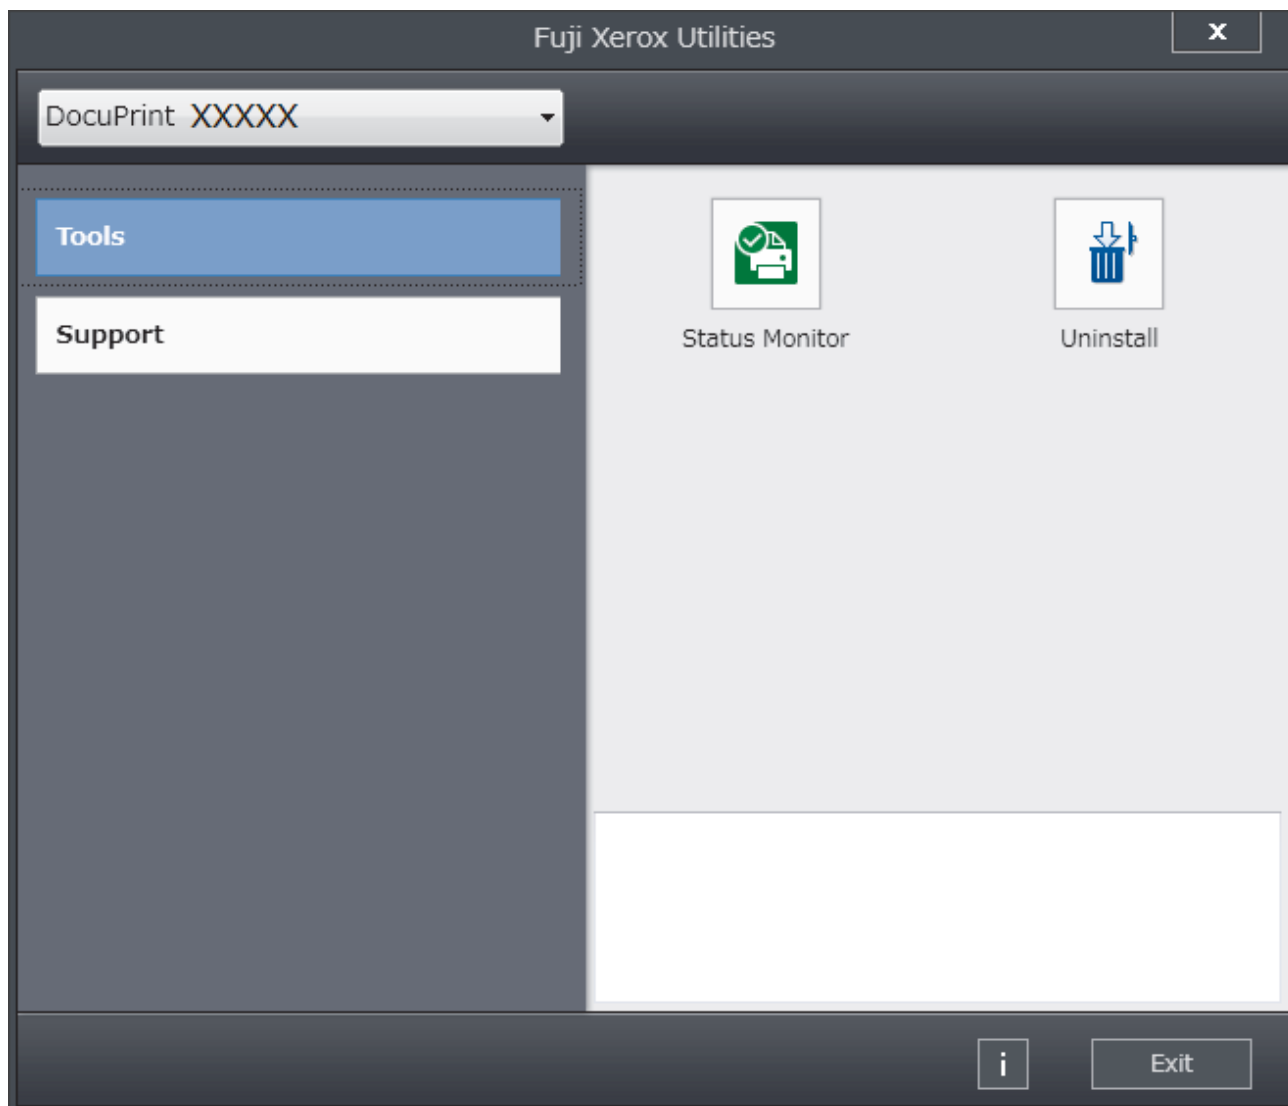 Fuji Xerox Utilities
x
DocuPrint XXXXX
Tools
Support
Status Monitor
Uninstall
i
Exit